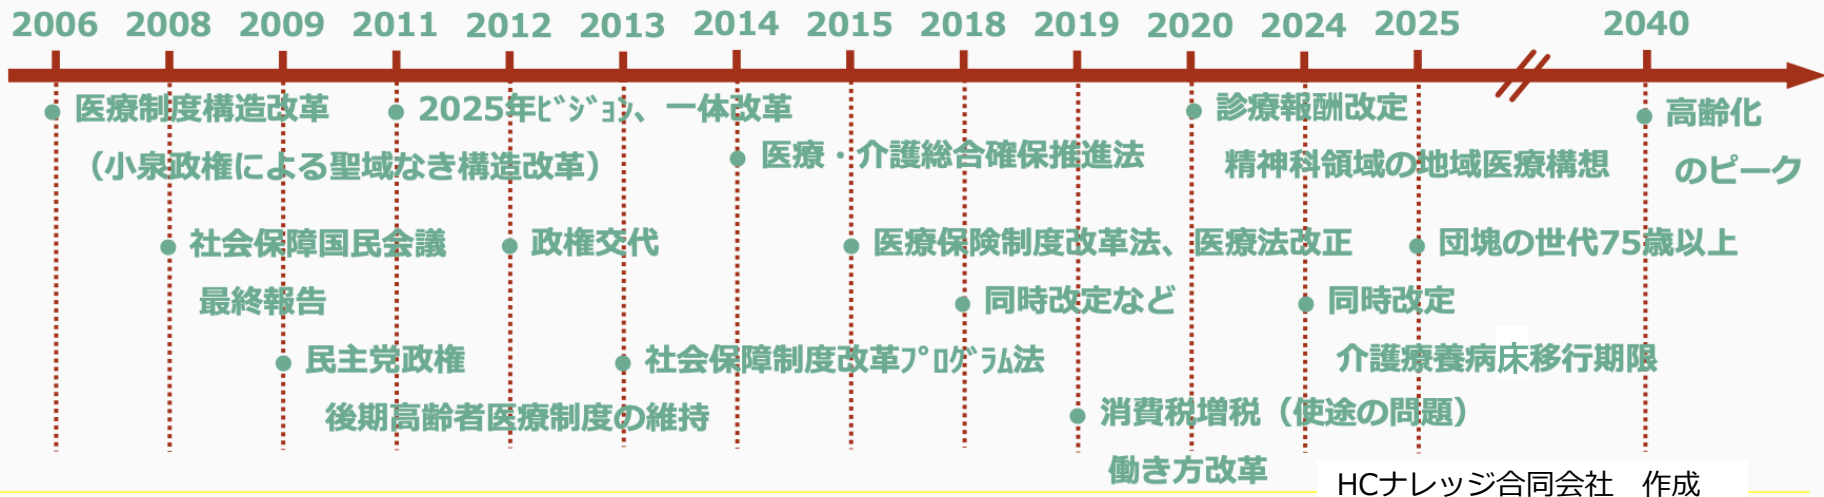 2006 2008 2009 2011 2012 2013 2014 2015 2018 2019 2020 2024 2025 2040
医療制度構造改革
（小泉政権による聖域なき構造改革）
社会保障国民会議
最終報告
民主党政権
後期高齢者医療制度の維持
2025年ﾋﾞｼﾞｮﾝ、一体改革
政権交代
社会保障制度改革ﾌﾟﾛｸﾞﾗﾑ法
医療・介護総合確保推進法
医療保険制度改革法、医療法改正
同時改定など
消費税増税（使途の問題）
働き方改革
診療報酬改定
精神科領域の地域医療構想
同時改定
介護療養病床移行期限
団塊の世代75歳以上
高齢化
のピーク
HCナレッジ合同会社　作成